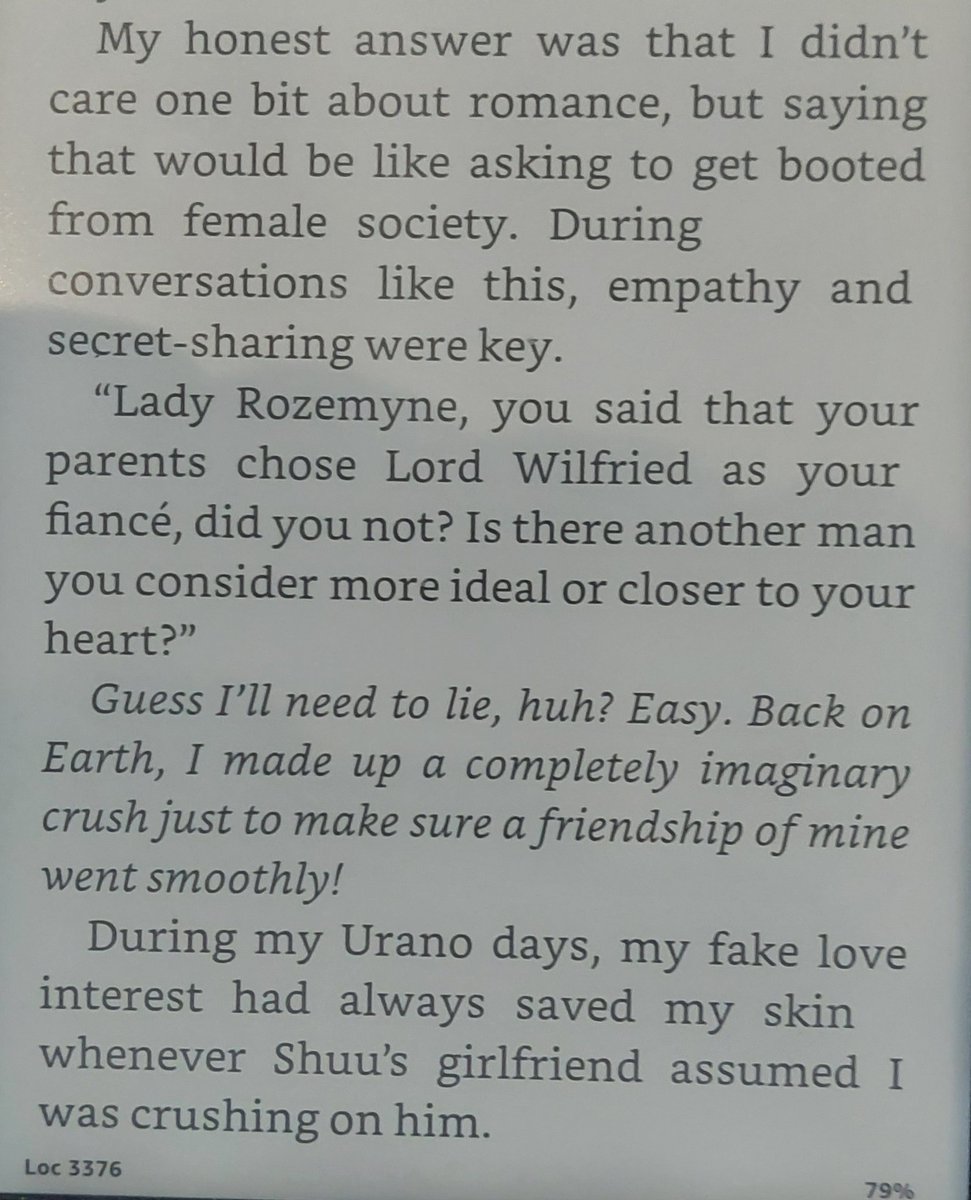 My honest answer was that I didn’t
care one bit about romance, but saying
that would be like asking to get booted
from female society. During
conversations like this, empathy and
secret-sharing were key.
“Lady Rozemyne, you said that your
parents chose Lord Wilfried as your
fiancé, did you not? Is there another man
you consider more ideal or closer to your
heart?”
Guess I’ll need to lie, huh? Easy. Back on
Earth, I made up a completely imaginary
crush just to make sure a friendship of mine
went smoothly!
During my Urano days, my fake love
interest had always saved my skin
whenever Shuu’s girlfriend assumed I
was crushing on him.
Loc 3376
79%